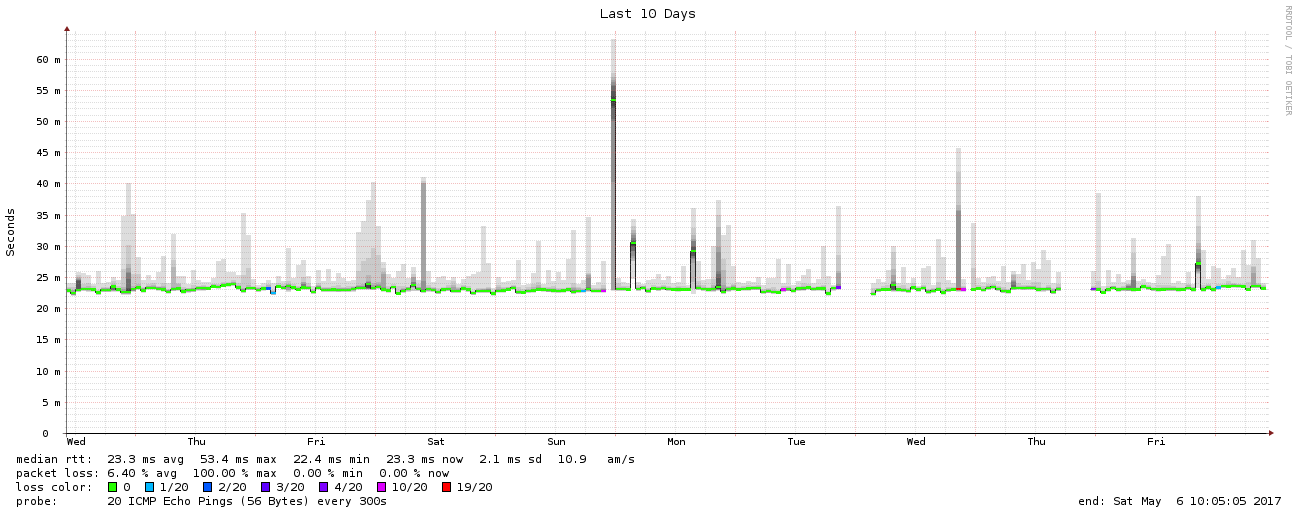 Last 10 Days
RRDTOOL / TOBI OETIKER
Seconds
60 m
55 m
50 m
45 m
40 m
35 m
30 m
25 m
20 m
15 m
10 m
5 m
0
Wed Thu Fri Sat Sun Mon Tue Wed Thu Fri
median rtt: 23.3 ms avg 53.4 ms max 22.4 ms min 23.3 ms now 2.1 ms sd 10.9 am/s
packet loss: 6.40 % avg 100.00 % max 0.00 % min 0.00 % now
loss color: 0 1/20 2/20 3/20 4/20 10/20 19/20
probe: 20 ICMP Echo Pings (56 Bytes) every 300s end: Sat May 6 10:05:05 2017